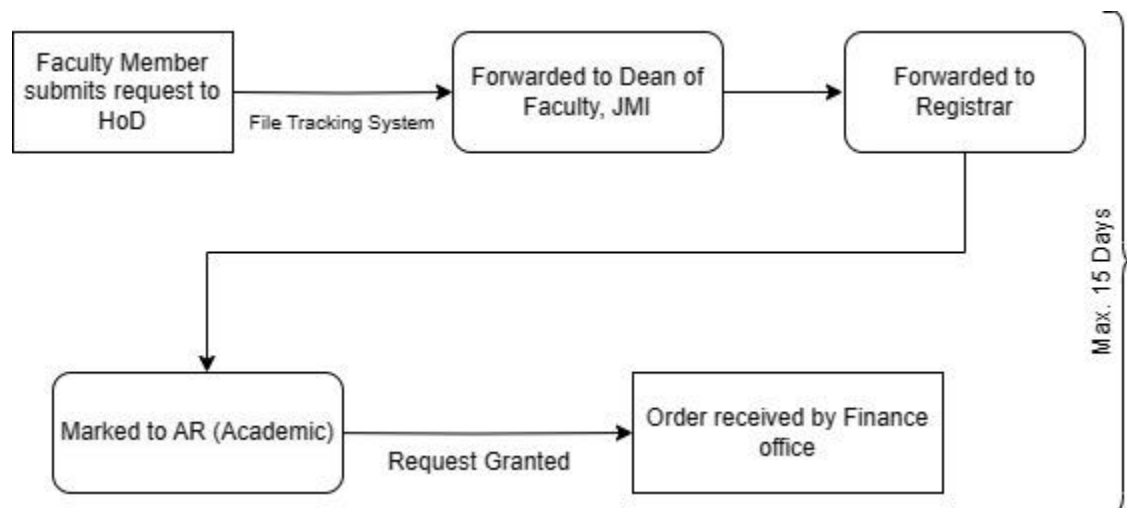 Faculty Member
submits request to
HoD
File Tracking System
Forwarded to Dean of
Faculty, JMI
Forwarded to
Registrar
Max. 15 Days
Marked to AR (Academic)
Request Granted
Order received by Finance
office